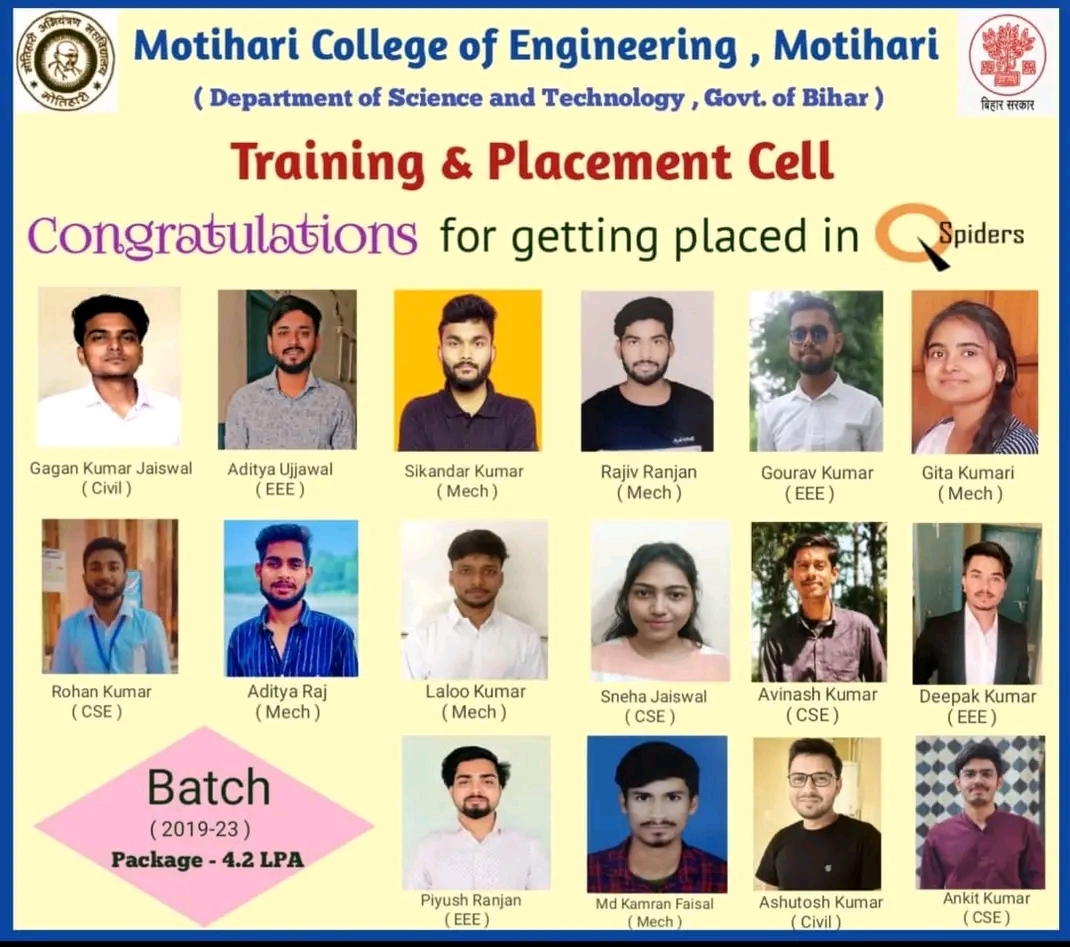 मोतिहारी अभियंत्रण महाविद्यालय
मोतिहारी
Motihari College of Engineering , Motihari
( Department of Science and Technology , Govt. of Bihar )
बिहार सरकार
Training & Placement Cell
Congratulations for getting placed in Q Spiders
Gagan Kumar Jaiswal
( Civil )
Aditya Ujjawal
( EEE )
Sikandar Kumar
( Mech )
Rajiv Ranjan
( Mech )
Gourav Kumar
( EEE )
Gita Kumari
( Mech )
Rohan Kumar
( CSE )
Aditya Raj
( Mech )
Laloo Kumar
( Mech )
Sneha Jaiswal
( CSE )
Avinash Kumar
( CSE )
Deepak Kumar
( EEE )
Batch
( 2019-23 )
Package - 4.2 LPA
Piyush Ranjan
( EEE )
Md Kamran Faisal
( Mech )
Ashutosh Kumar
( Civil )
Ankit Kumar
( CSE )